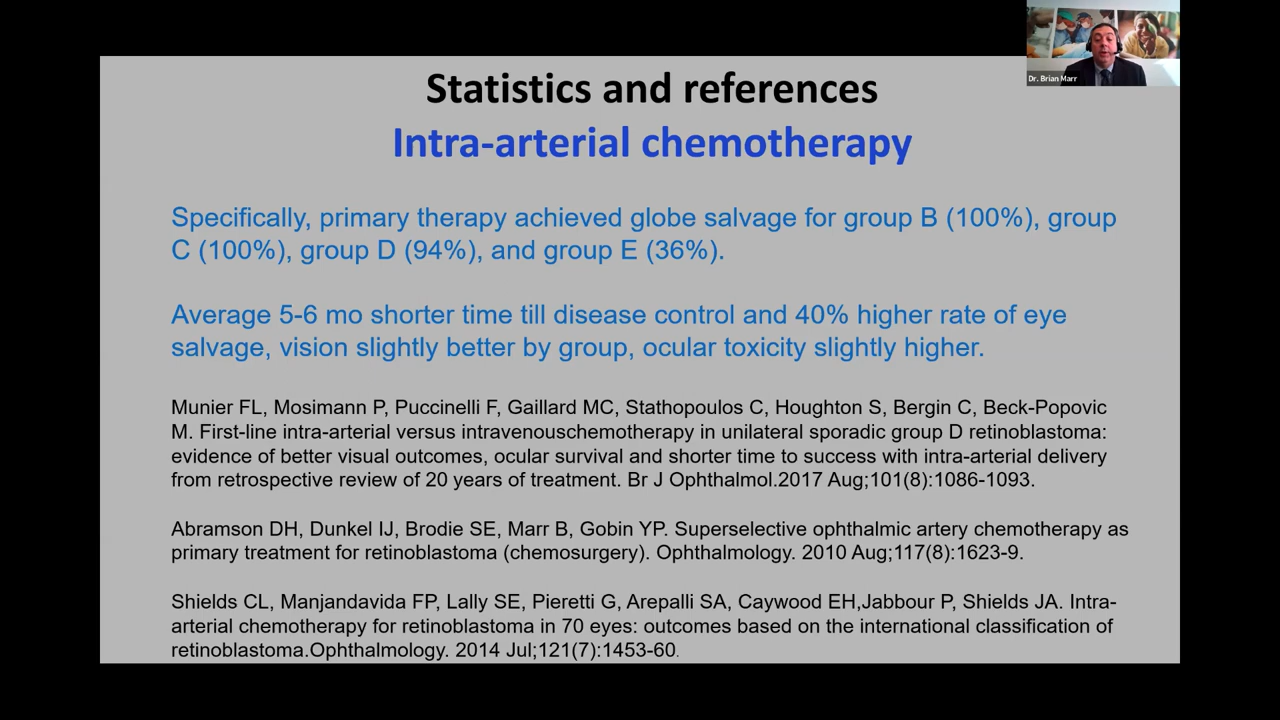 Dr. Brian Marr
Statistics and references
Intra-arterial chemotherapy
Specifically, primary therapy achieved globe salvage for group B (100%), group
C (100%), group D (94%), and group E (36%).
Average 5-6 mo shorter time till disease control and 40% higher rate of eye
salvage, vision slightly better by group, ocular toxicity slightly higher.
Munier FL, Mosimann P, Puccinelli F, Gaillard MC, Stathopoulos C, Houghton S, Bergin C, Beck-Popovic
M. First-line intra-arterial versus intravenouschemotherapy in unilateral sporadic group D retinoblastoma:
evidence of better visual outcomes, ocular survival and shorter time to success with intra-arterial delivery
from retrospective review of 20 years of treatment. Br J Ophthalmol.2017 Aug;101(8):1086-1093.
Abramson DH, Dunkel IJ, Brodie SE, Marr B, Gobin YP. Superselective ophthalmic artery chemotherapy as
primary treatment for retinoblastoma (chemosurgery). Ophthalmology. 2010 Aug;117(8):1623-9.
Shields CL, Manjandavida FP, Lally SE, Pieretti G, Arepalli SA, Caywood EH,Jabbour P, Shields JA. Intra-
arterial chemotherapy for retinoblastoma in 70 eyes: outcomes based on the international classification of
retinoblastoma.Ophthalmology. 2014 Jul;121(7):1453-60.